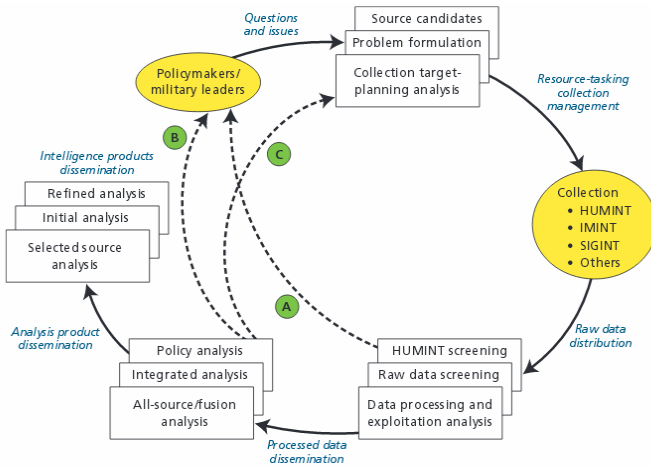 Questions
and issues
Source candidates
Problem formulation
Collection target-
planning analysis
Policymakers/
military leaders
Resource-tasking
collection
management
B
C
Intelligence products
dissemination
Refined analysis
Initial analysis
Selected source
analysis
Collection
• HUMINT
• IMINT
• SIGINT
• Others
A
Analysis product
dissemination
Raw data
distribution
Policy analysis
Integrated analysis
All-source/fusion
analysis
HUMINT screening
Raw data screening
Data processing and
exploitation analysis
Processed data
dissemination